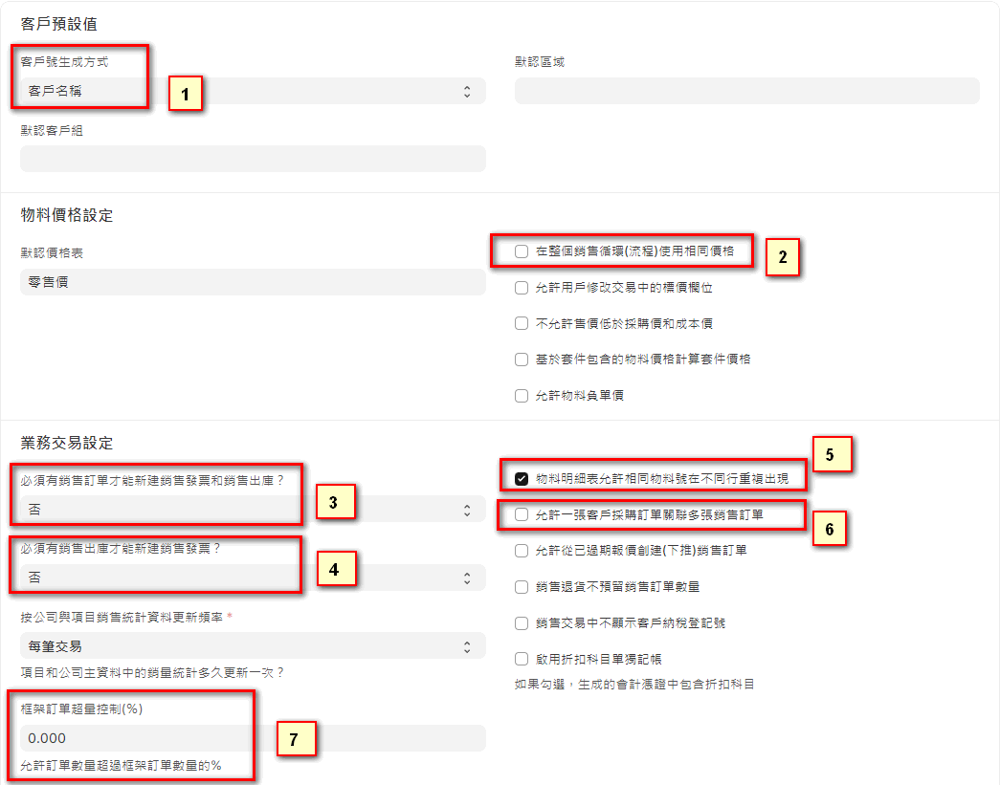 客戶預設值
客戶號生成方式
客戶名稱
1
默認區域
默認客戶組
物料價格設定
默認價格表
零售價
在整個銷售循環(流程)使用相同價格
2
允許用戶修改交易中的標價欄位
不允許售價低於採購價和成本價
基於套件包含的物料價格計算套件價格
允許物料負單價
業務交易設定
必須有銷售訂單才能新建銷售發票和銷售出庫？
否
3
必須有銷售出庫才能新建銷售發票？
否
4
按公司與項目銷售統計資料更新頻率 *
每筆交易
項目和公司主資料中的銷量統計多久更新一次？
框架訂單超量控制(%)
0.000
7
允許訂單數量超過框架訂單數量的%
5
物料明細表允許相同物料號在不同行重複出現
允許一張客戶採購訂單關聯多張銷售訂單
6
允許從已過期報價創建(下推)銷售訂單
銷售退貨不預留銷售訂單數量
銷售交易中不顯示客戶納稅登記號
啟用折扣科目單獨記帳
如果勾選，生成的會計憑證中包含折扣科目